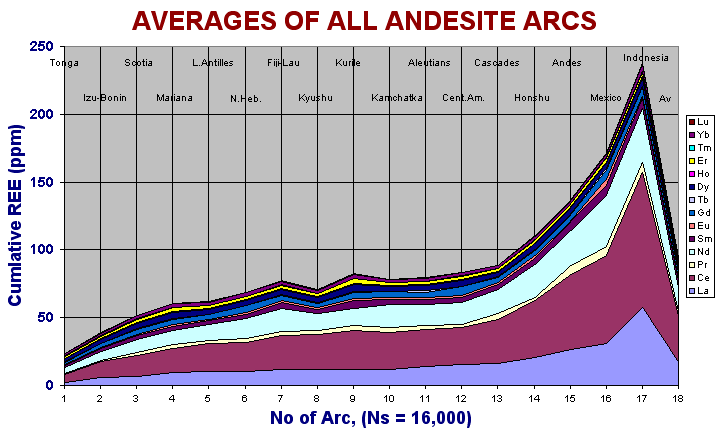 AVERAGES OF ALL ANDESITE ARCS
250
200
150
100
50
0
Cumlative REE (ppm)
Tonga Scotia L.Antilles Fiji-Lau Kurile Aleutians Cascades Andes Indonesia
Izu-Bonin Mariana N.Heb. Kyushu Kamchatka Cent.Am. Honshu Mexico Av
Lu
Yb
Tm
Er
Ho
Dy
Tb
Gd
Eu
Sm
Nd
Pr
Ce
La
1 2 3 4 5 6 7 8 9 10 11 12 13 14 15 16 17 18
No of Arc, (Ns = 16,000)